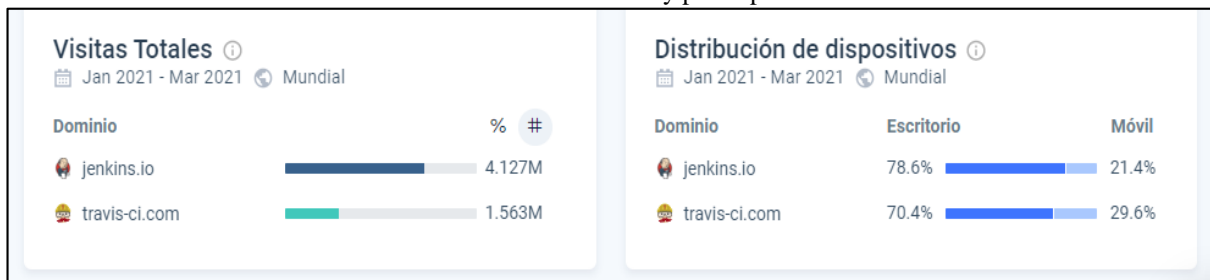 Visitas Totales
Jan 2021 - Mar 2021 Mundial
Dominio % #
jenkins.io 4.127M
travis-ci.com 1.563M
Distribución de dispositivos
Jan 2021 - Mar 2021 Mundial
Dominio Escritorio Móvil
jenkins.io 78.6% 21.4%
travis-ci.com 70.4% 29.6%